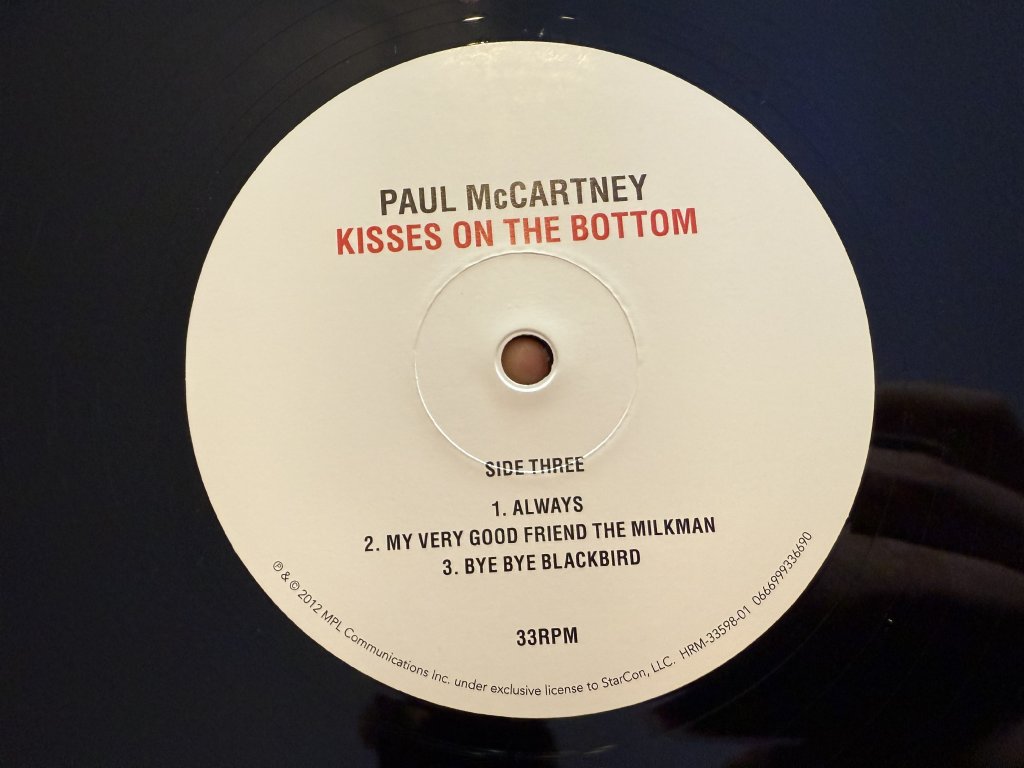 PAUL McCARTNEY
KISSES ON THE BOTTOM
SIDE THREE
1. ALWAYS
2. MY VERY GOOD FRIEND THE MILKMAN
3. BYE BYE BLACKBIRD
33RPM
℗ & © 2012 MPL Communications Inc. under exclusive license to StarCon, LLC. HRM-33598-01 0666999336690